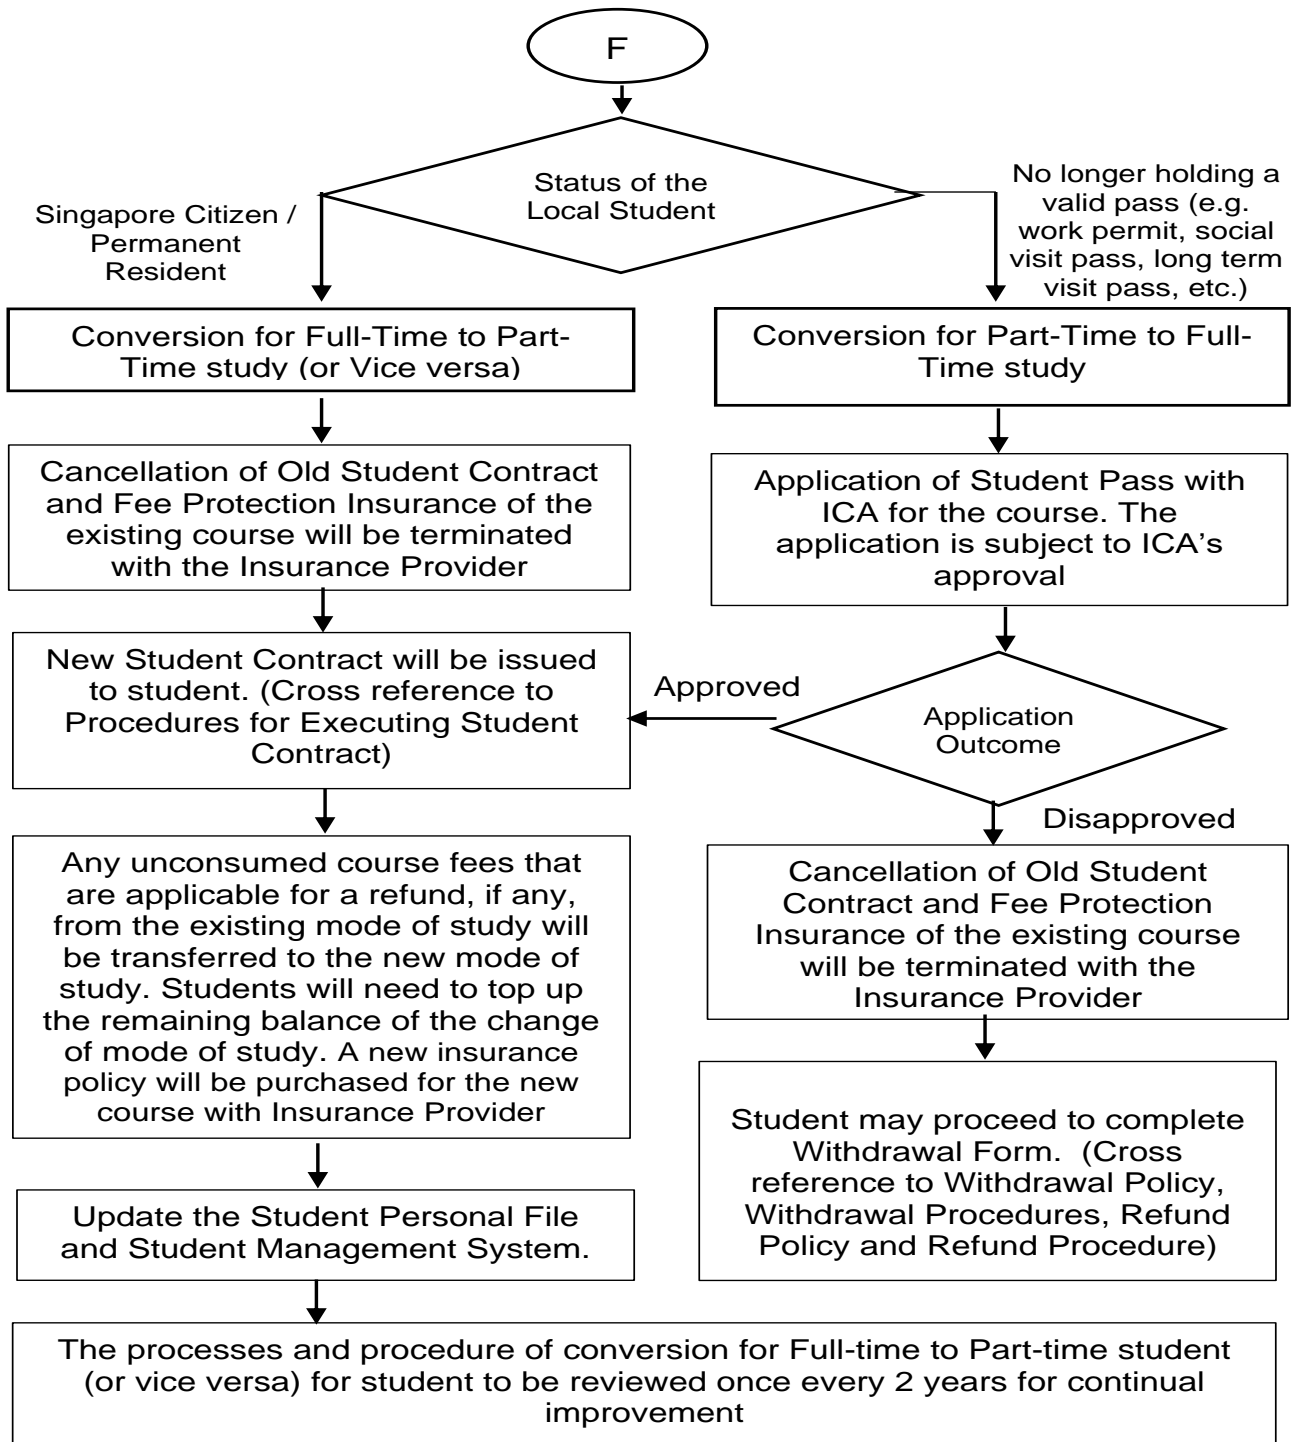 F
Status of the
Local Student
Singapore Citizen /
Permanent
Resident
No longer holding a
valid pass (e.g.
work permit, social
visit pass, long term
visit pass, etc.)
Conversion for Full-Time to Part-
Time study (or Vice versa)
Conversion for Part-Time to Full-
Time study
Cancellation of Old Student Contract
and Fee Protection Insurance of the
existing course will be terminated
with the Insurance Provider
Application of Student Pass with
ICA for the course. The
application is subject to ICA’s
approval
New Student Contract will be issued
to student. (Cross reference to
Procedures for Executing Student
Contract)
Approved
Application
Outcome
Disapproved
Any unconsumed course fees that
are applicable for a refund, if any,
from the existing mode of study will
be transferred to the new mode of
study. Students will need to top up
the remaining balance of the change
of mode of study. A new insurance
policy will be purchased for the new
course with Insurance Provider
Cancellation of Old Student
Contract and Fee Protection
Insurance of the existing course
will be terminated with the
Insurance Provider
Student may proceed to complete
Withdrawal Form.  (Cross
reference to Withdrawal Policy,
Withdrawal Procedures, Refund
Policy and Refund Procedure)
Update the Student Personal File
and Student Management System.
The processes and procedure of conversion for Full-time to Part-time student
(or vice versa) for student to be reviewed once every 2 years for continual
improvement